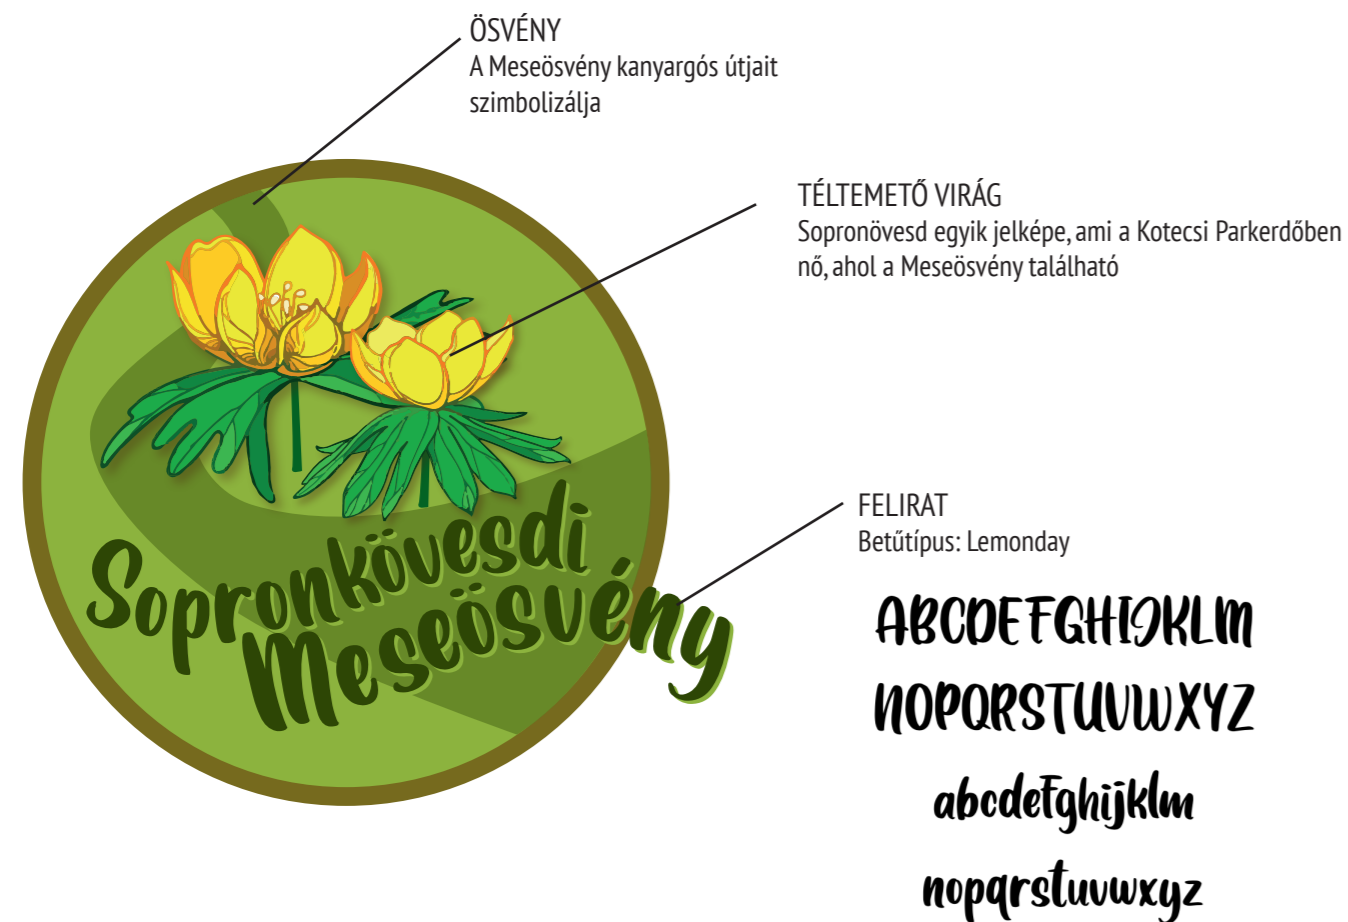 ÖSVÉNY
A Meseösvény kanyargós útjait
szimbolizálja
TÉLTEMETŐ VIRÁG
Sopronövesd egyik jelképe, ami a Kotecsi Parkerdőben
nő, ahol a Meseösvény található
Sopronkövesdi
Meseösvény
FELIRAT
Betűtípus: Lemonday
ABCDEFGHIJKLM
NOPQRSTUVWXYZ
abcdefghijklm
nopqrstuvwxyz